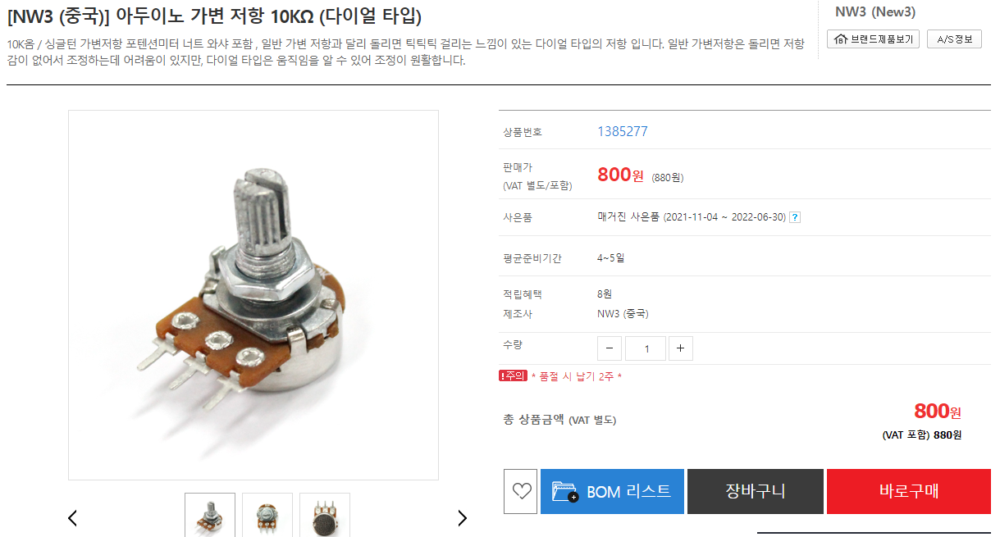 [NW3 (중국)] 아두이노 가변 저항 10KΩ (다이얼 타입)
10K옴 / 싱글턴 가변저항 포텐션미터 너트 와샤 포함 , 일반 가변 저항과 달리 돌리면 틱틱틱 걸리는 느낌이 있는 다이얼 타입의 저항 입니다. 일반 가변저항은 돌리면 저항
감이 없어서 조정하는데 어려움이 있지만, 다이얼 타입은 움직임을 알 수 있어 조정이 원활합니다.
NW3 (New3)
브랜드제품보기
A/S정보
상품번호 1385277
판매가
(VAT 별도/포함) 800원 (880원)
사은품 매거진 사은품 (2021-11-04 ~ 2022-06-30) ?
평균준비기간 4~5일
적립혜택 8원
제조사 NW3 (중국)
수량 - 1 +
!주의 * 품절 시 납기 2주 *
총 상품금액 (VAT 별도) 800원
(VAT 포함) 880원
BOM 리스트
장바구니
바로구매